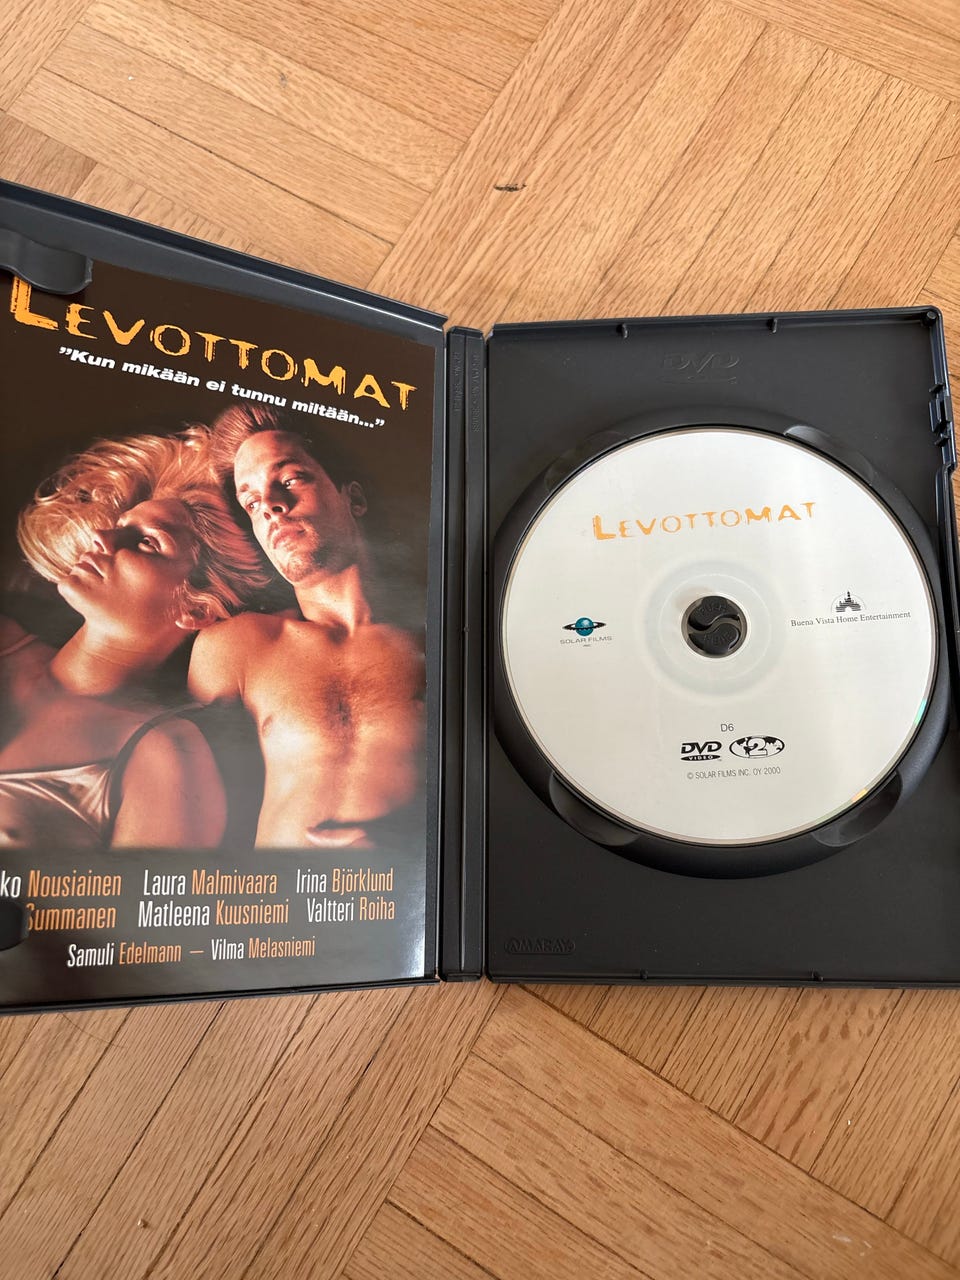 LEVOTTOMAT
"Kun mikään ei tunnu miltään..."
ko Nousiainen Laura Malmivaara Irina Björklund
Summanen Matleena Kuusniemi Valtteri Roiha
Samuli Edelmann – Vilma Melasniemi
DVD
LEVOTTOMAT
SOLAR FILMS
INC.
Buena Vista Home Entertainment
D6
DVD 2
VIDEO
© SOLAR FILMS INC. OY 2000
AMARAY